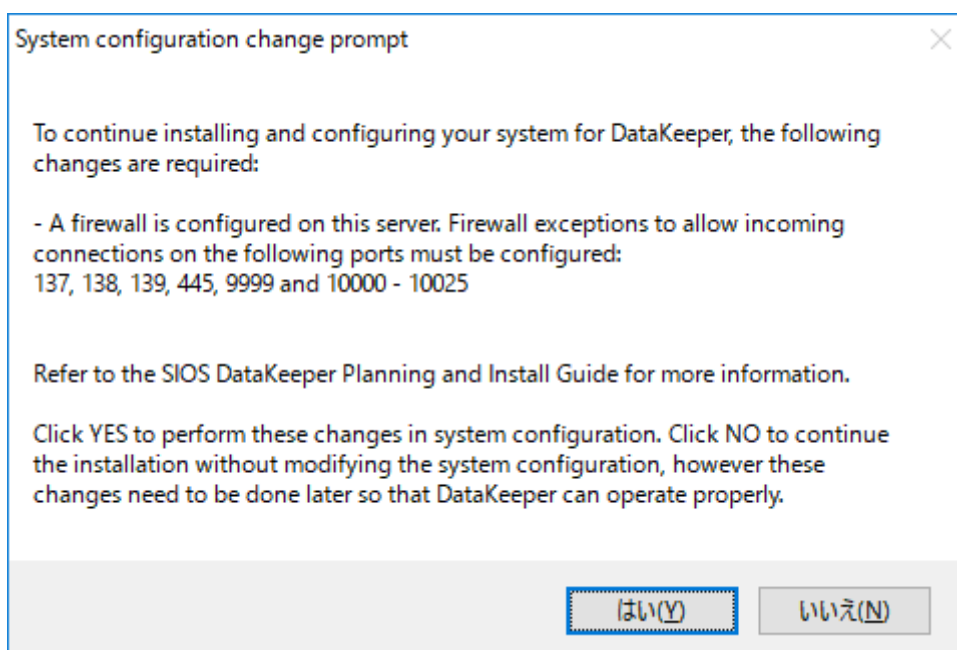 System configuration change prompt
To continue installing and configuring your system for DataKeeper, the following
changes are required:
- A firewall is configured on this server. Firewall exceptions to allow incoming
connections on the following ports must be configured:
137, 138, 139, 445, 9999 and 10000 - 10025
Refer to the SIOS DataKeeper Planning and Install Guide for more information.
Click YES to perform these changes in system configuration. Click NO to continue
the installation without modifying the system configuration, however these
changes need to be done later so that DataKeeper can operate properly.
はい(Y) いいえ(N)